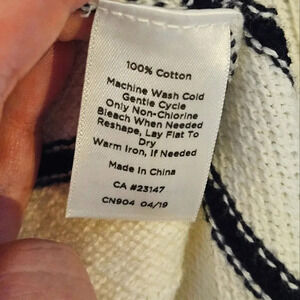 100% Cotton
Machine Wash Cold
Gentle Cycle
Only Non-Chlorine
Bleach When Needed
Reshape, Lay Flat To
Dry
Warm Iron, If Needed
Made In China
CA #23147
CN904 04/19